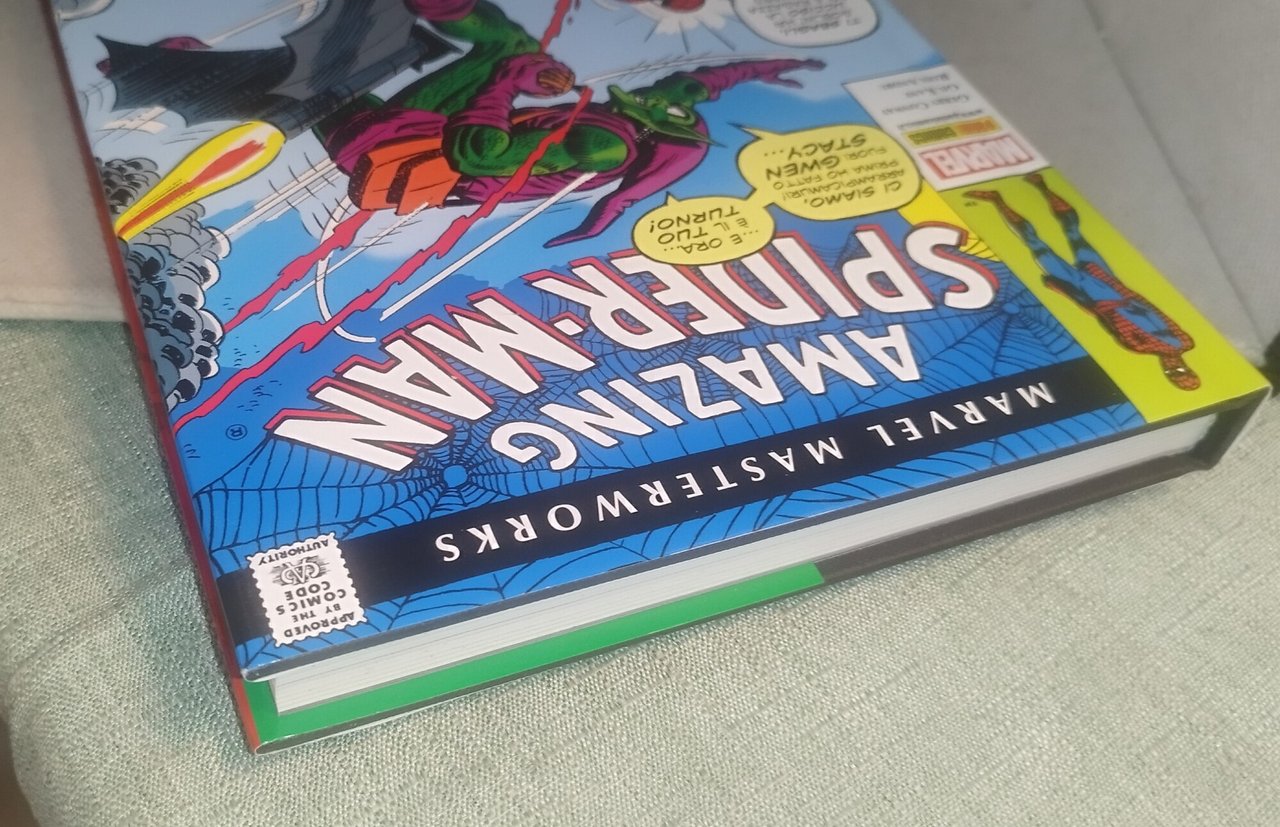 MARVEL MASTERWORKS
AMAZING
SPIDER-MAN
®
APPROVED
BY THE
COMICS
CODE
AUTHORITY
MARVEL
CI SIAMO,
ARRAMPICAMURI!
PRIMA HO FATTO
FUORI GWEN
STACY...
...E ORA...
È IL TUO
TURNO!